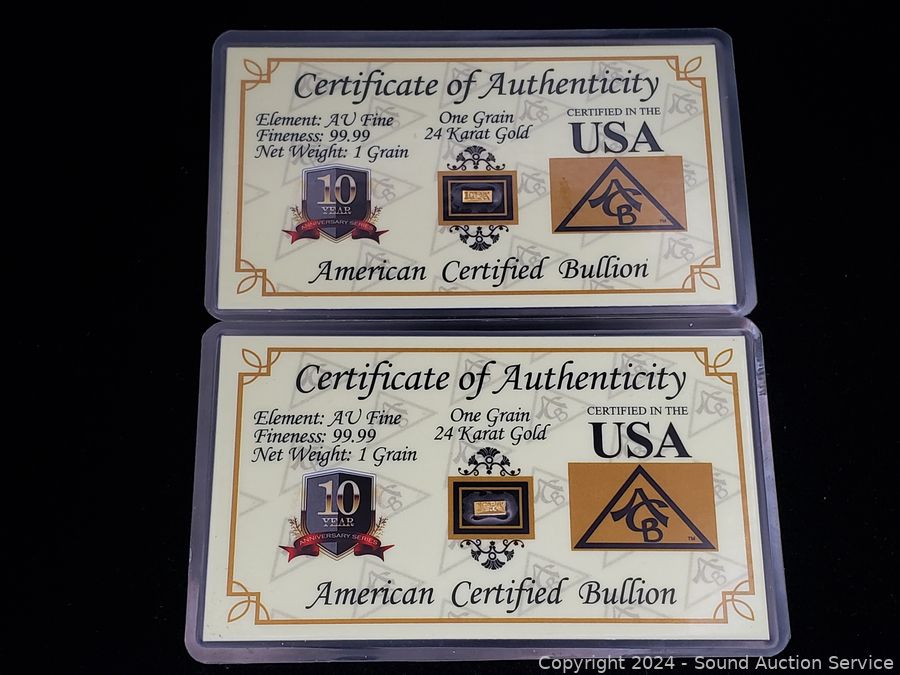 Certificate of Authenticity
Element: AU Fine
Fineness: 99.99
Net Weight: 1 Grain
One Grain
24 Karat Gold
CERTIFIED IN THE
USA
10
YEAR
ANNIVERSARY SERIES
ACB
TM
American Certified Bullion
Certificate of Authenticity
Element: AU Fine
Fineness: 99.99
Net Weight: 1 Grain
One Grain
24 Karat Gold
CERTIFIED IN THE
USA
10
YEAR
ANNIVERSARY SERIES
ACB
TM
American Certified Bullion
Copyright 2024 - Sound Auction Service